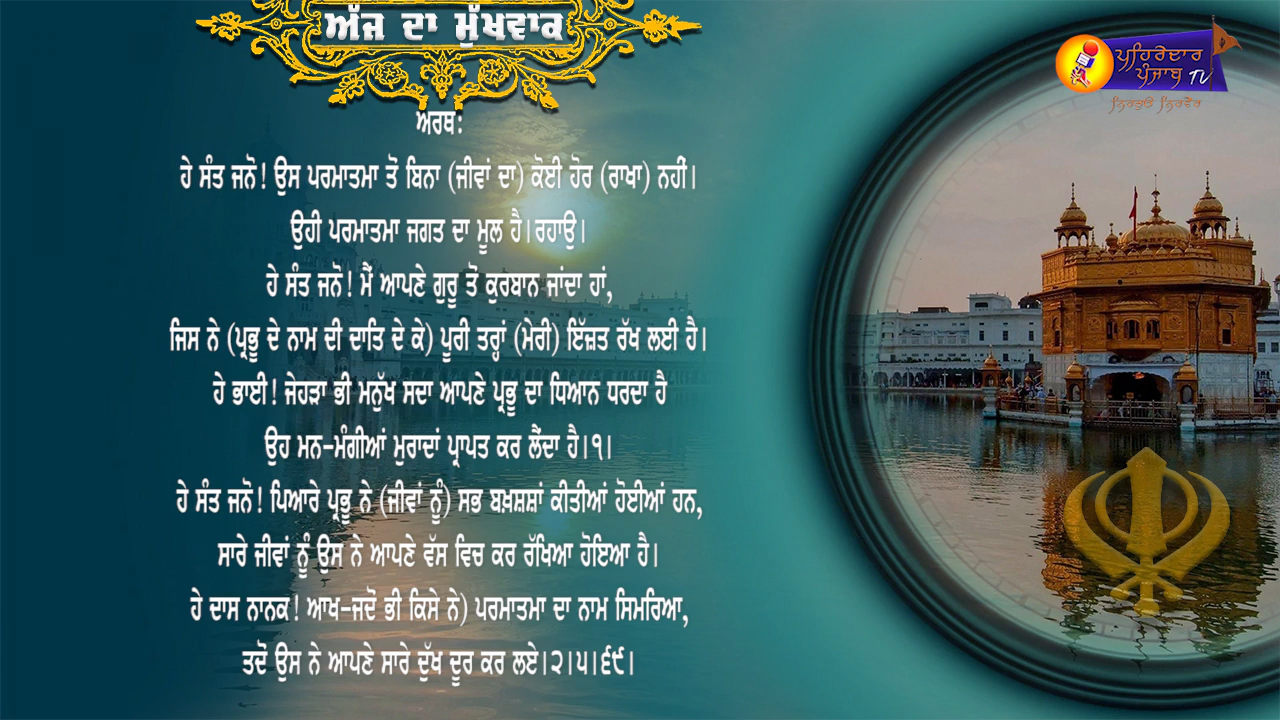 ਅੱਜ ਦਾ ਮੁੱਖਵਾਕ
ਪਹਿਰੇਦਾਰ
ਪੰਜਾਬ TV
ਨਿਰਭਉ ਨਿਰਵੈਰ
ਅਰਥ:
ਹੇ ਸੰਤ ਜਨੋ! ਉਸ ਪਰਮਾਤਮਾ ਤੋਂ ਬਿਨਾ (ਜੀਵਾਂ ਦਾ) ਕੋਈ ਹੋਰ (ਰਾਖਾ) ਨਹੀਂ।
ਉਹੀ ਪਰਮਾਤਮਾ ਜਗਤ ਦਾ ਮੂਲ ਹੈ।ਰਹਾਉ।
ਹੇ ਸੰਤ ਜਨੋ! ਮੈਂ ਆਪਣੇ ਗੁਰੂ ਤੋਂ ਕੁਰਬਾਨ ਜਾਂਦਾ ਹਾਂ,
ਜਿਸ ਨੇ (ਪ੍ਰਭੂ ਦੇ ਨਾਮ ਦੀ ਦਾਤਿ ਦੇ ਕੇ) ਪੂਰੀ ਤਰ੍ਹਾਂ (ਮੇਰੀ) ਇੱਜ਼ਤ ਰੱਖ ਲਈ ਹੈ।
ਹੇ ਭਾਈ! ਜੇਹੜਾ ਭੀ ਮਨੁੱਖ ਸਦਾ ਆਪਣੇ ਪ੍ਰਭੂ ਦਾ ਧਿਆਨ ਧਰਦਾ ਹੈ
ਉਹ ਮਨ-ਮੰਗੀਆਂ ਮੁਰਾਦਾਂ ਪ੍ਰਾਪਤ ਕਰ ਲੈਂਦਾ ਹੈ।੧।
ਹੇ ਸੰਤ ਜਨੋ! ਪਿਆਰੇ ਪ੍ਰਭੂ ਨੇ (ਜੀਵਾਂ ਨੂੰ) ਸਭ ਬਖ਼ਸ਼ਸ਼ਾਂ ਕੀਤੀਆਂ ਹੋਈਆਂ ਹਨ,
ਸਾਰੇ ਜੀਵਾਂ ਨੂੰ ਉਸ ਨੇ ਆਪਣੇ ਵੱਸ ਵਿਚ ਕਰ ਰੱਖਿਆ ਹੋਇਆ ਹੈ।
ਹੇ ਦਾਸ ਨਾਨਕ! ਆਖ-ਜਦੋਂ ਭੀ ਕਿਸੇ ਨੇ) ਪਰਮਾਤਮਾ ਦਾ ਨਾਮ ਸਿਮਰਿਆ,
ਤਦੋਂ ਉਸ ਨੇ ਆਪਣੇ ਸਾਰੇ ਦੁੱਖ ਦੂਰ ਕਰ ਲਏ।੨।੫।੬੯।